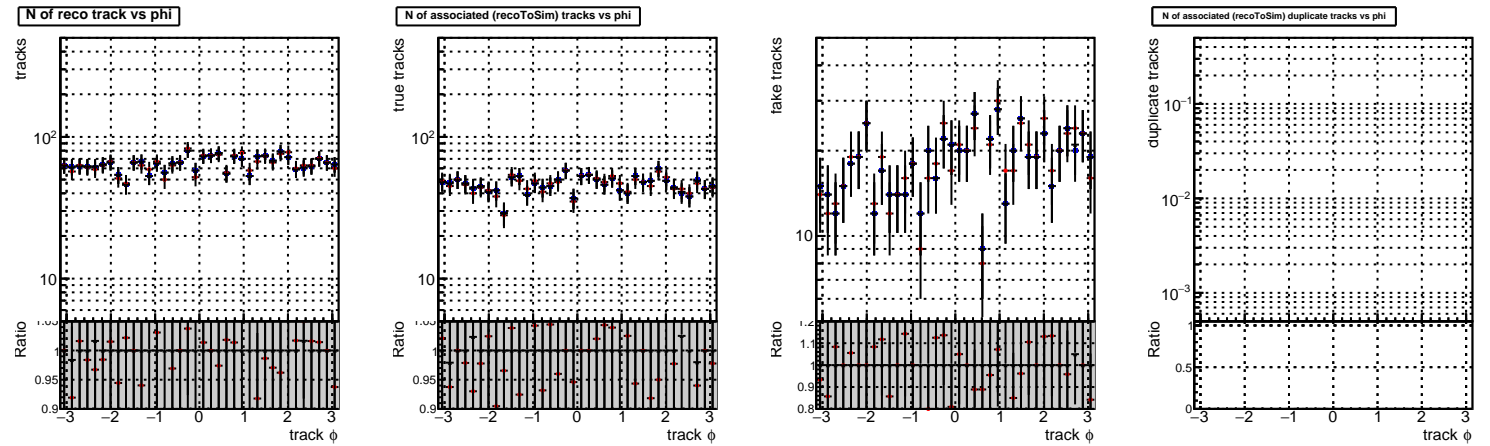 N of reco track vs phi
tracks
10²
10
Ratio
1.05
1
0.95
0.9
−3 −2 −1 0 1 2 3
track ϕ
N of associated (recoToSim) tracks vs phi
true tracks
10²
10
Ratio
1.05
1
0.95
0.9
−3 −2 −1 0 1 2 3
track ϕ
fake tracks
10
Ratio
1.2
1.1
1
0.9
0.8
−3 −2 −1 0 1 2 3
track ϕ
N of associated (recoToSim) duplicate tracks vs phi
duplicate tracks
10⁻¹
10⁻²
10⁻³
Ratio
1
0.5
0
−3 −2 −1 0 1 2 3
track ϕ